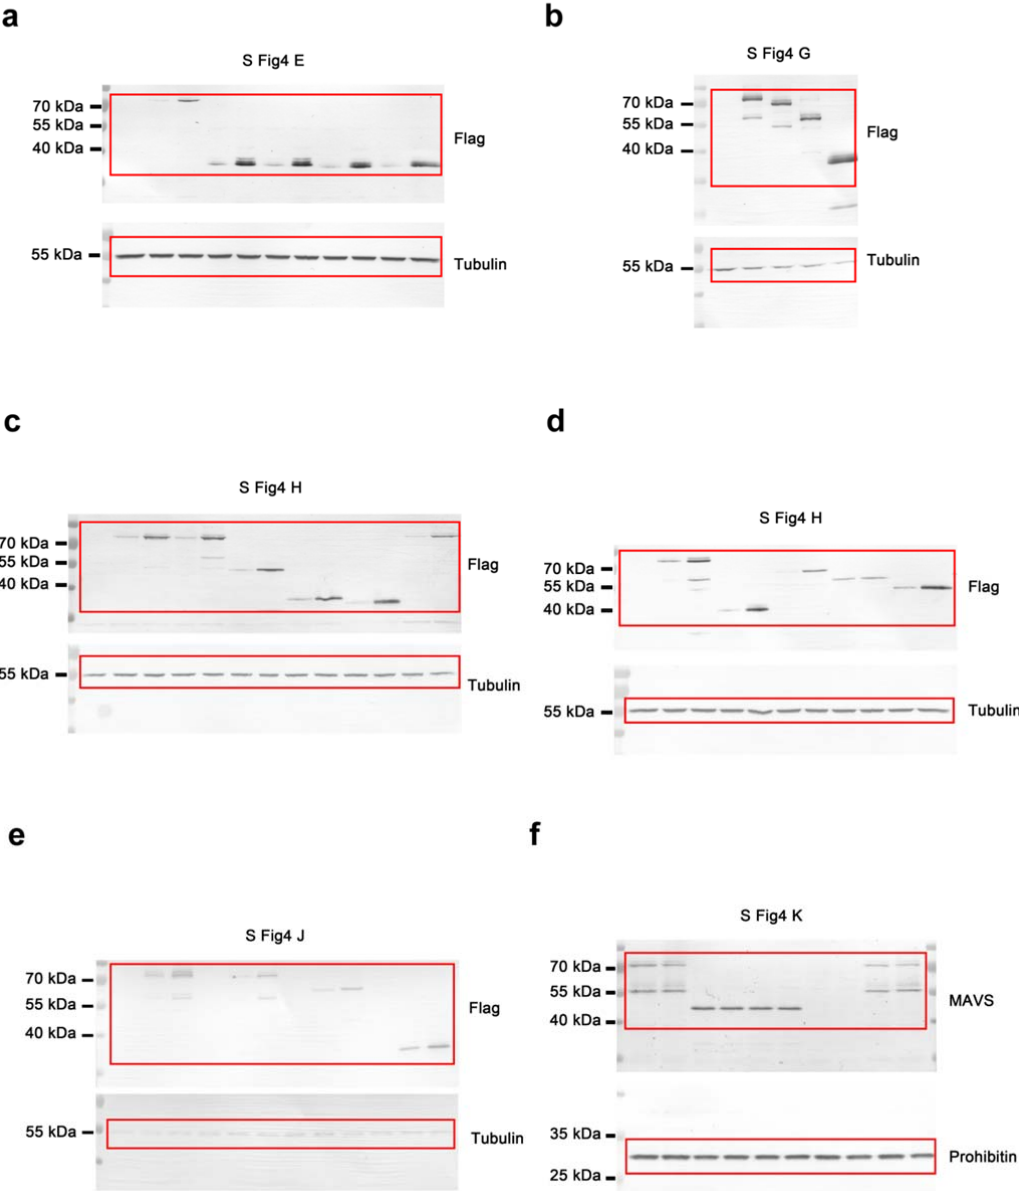 a
S Fig4 E
70 kDa
55 kDa
40 kDa
Flag
55 kDa
Tubulin
b
S Fig4 G
70 kDa
55 kDa
40 kDa
Flag
55 kDa
Tubulin
c
S Fig4 H
70 kDa
55 kDa
40 kDa
Flag
55 kDa
Tubulin
d
S Fig4 H
70 kDa
55 kDa
40 kDa
Flag
55 kDa
Tubulin
e
S Fig4 J
70 kDa
55 kDa
40 kDa
Flag
55 kDa
Tubulin
f
S Fig4 K
70 kDa
55 kDa
40 kDa
MAVS
35 kDa
25 kDa
Prohibitin